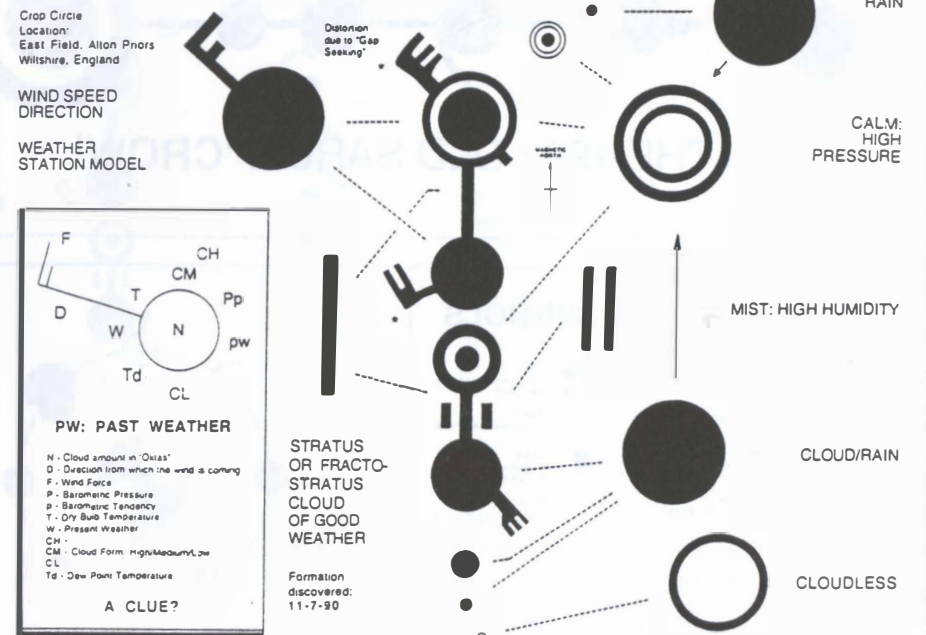 Crop Circle
Location:
East Field, Alton Priors
Wiltshire, England
WIND SPEED
DIRECTION
WEATHER
STATION MODEL
Distortion
due to "Gap
Seeking"
*
RAIN
MAGNETIC
NORTH
CALM:
HIGH
PRESSURE
F
CH
CM
T
Pp
D
W
N
pw
Td
CL
PW: PAST WEATHER
N - Cloud amount in "Oktas"
D - Direction from which the wind is coming
F - Wind Force
P - Barometric Pressure
p - Barometric Tendency
T - Dry Bulb Temperature
W - Present Weather
CH -
CM - Cloud Form: High/Medium/Low
CL
Td - Dew Point Temperature
A CLUE?
*
MIST: HIGH HUMIDITY
STRATUS
OR FRACTO-
STRATUS
CLOUD
OF GOOD
WEATHER
CLOUD/RAIN
Formation
discovered:
11-7-90
CLOUDLESS